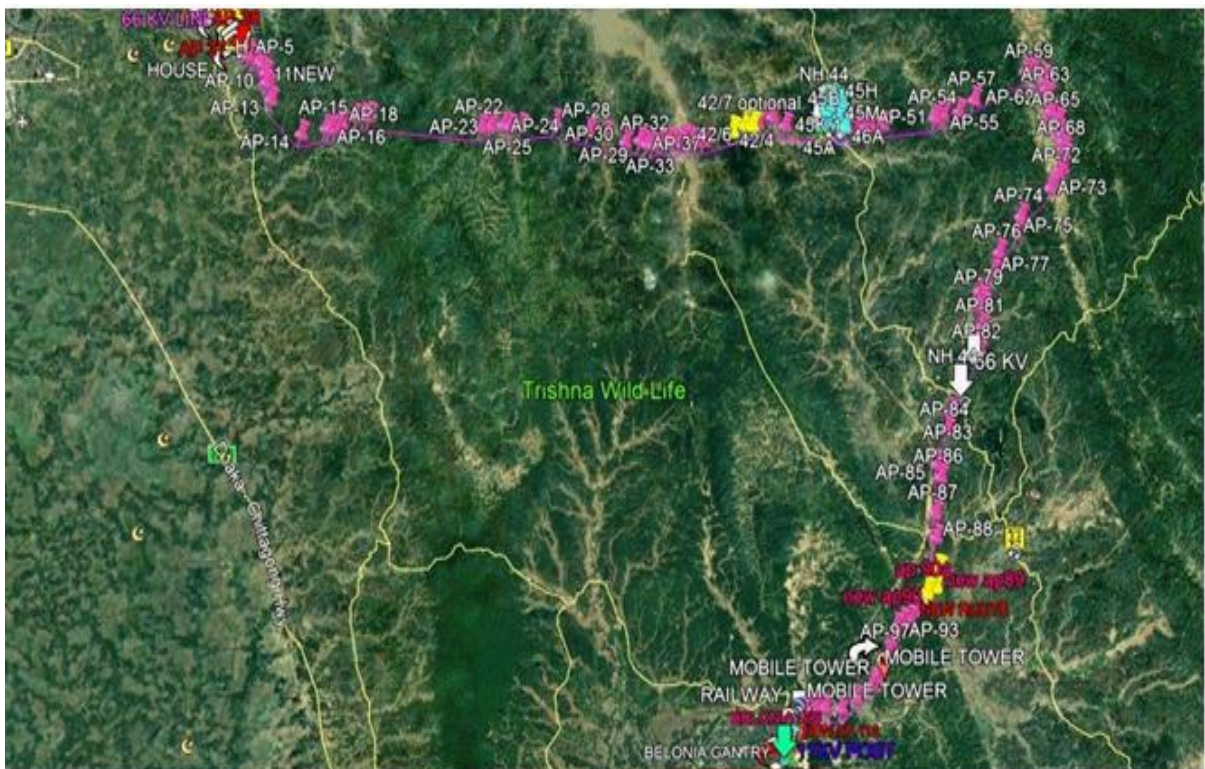 66 KV LINE
H/AP-5
HOUSE
11NEW
AP-10
AP-13
AP-14
AP-15
AP-18
AP-16
AP-22
AP-23
AP-24
AP-25
AP-28
AP-30
AP-29
AP-32
AP-37
AP-33
42/7 optional
42/6
42/4
NH 44
45H
45M
45A
46A
AP-51
AP-54
AP-57
AP-55
AP-59
AP-62
AP-63
AP-65
AP-68
AP-72
AP-73
AP-74
AP-75
AP-76
AP-77
AP-79
AP-81
AP-82
66 KV
Trishna Wild Life
AP-84
AP-83
AP-86
AP-85
AP-87
AP-88
new ap89
AP-97
AP-93
MOBILE TOWER
MOBILE TOWER
RAILWAY
MOBILE TOWER
BELONIA GANTRY